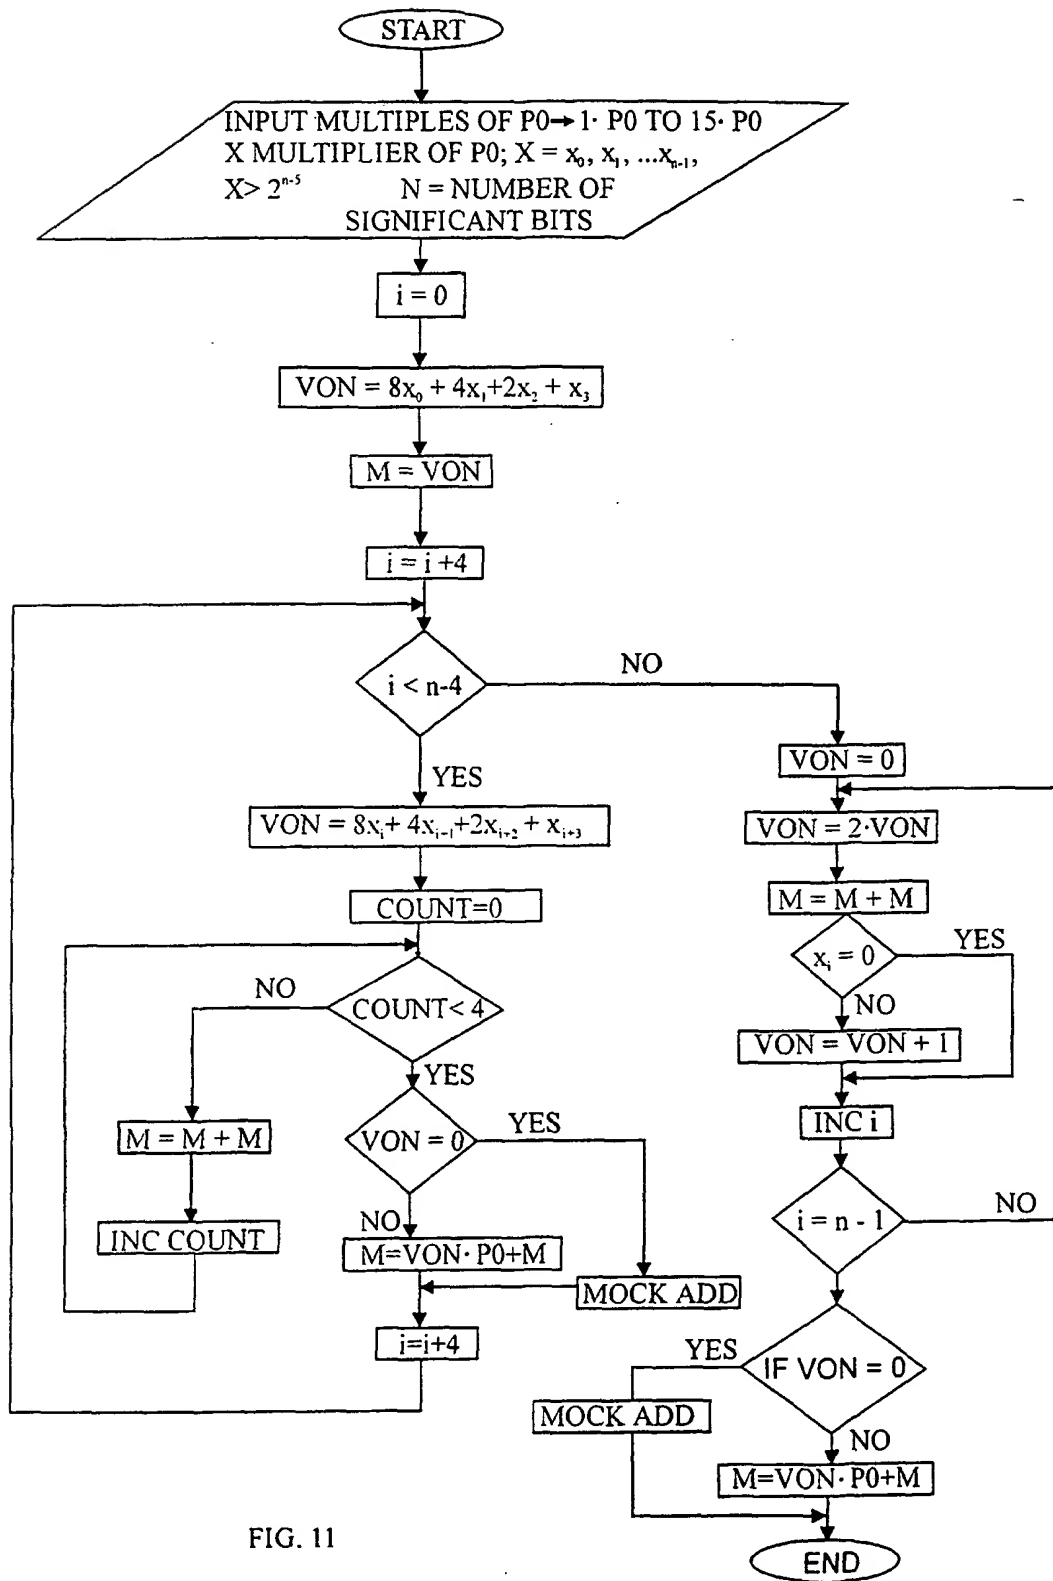 START
INPUT MULTIPLES OF P0→1· P0 TO 15· P0
X MULTIPLIER OF P0; X = x₀, x₁, ...xₙ₋₁,
X> 2ⁿ⁻⁵ N = NUMBER OF
SIGNIFICANT BITS
i = 0
VON = 8x₀ + 4x₁+2x₂ + x₃
M = VON
i = i +4
i < n-4
NO
YES
VON = 0
VON = 8xᵢ+ 4xᵢ₋₁+2xᵢ₊₂ + xᵢ₊₃
VON = 2·VON
COUNT=0
M = M + M
xᵢ = 0
YES
NO
COUNT< 4
NO
YES
VON = VON + 1
M = M + M
VON = 0
YES
INC i
NO
INC COUNT
M=VON· P0+M
i = n - 1
NO
MOCK ADD
i=i+4
YES
IF VON = 0
MOCK ADD
NO
M=VON· P0+M
FIG. 11
END